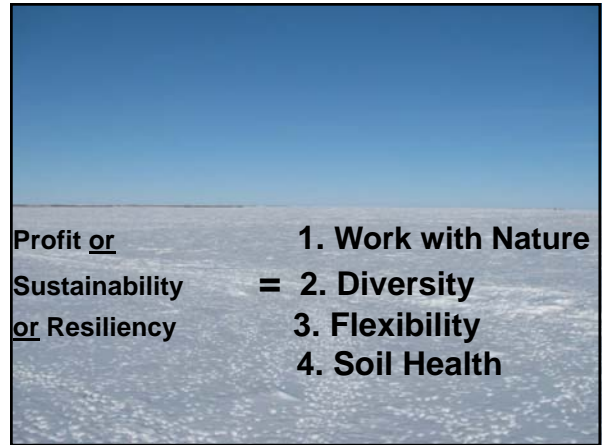 Profit or 1. Work with Nature
Sustainability = 2. Diversity
or Resiliency 3. Flexibility
4. Soil Health